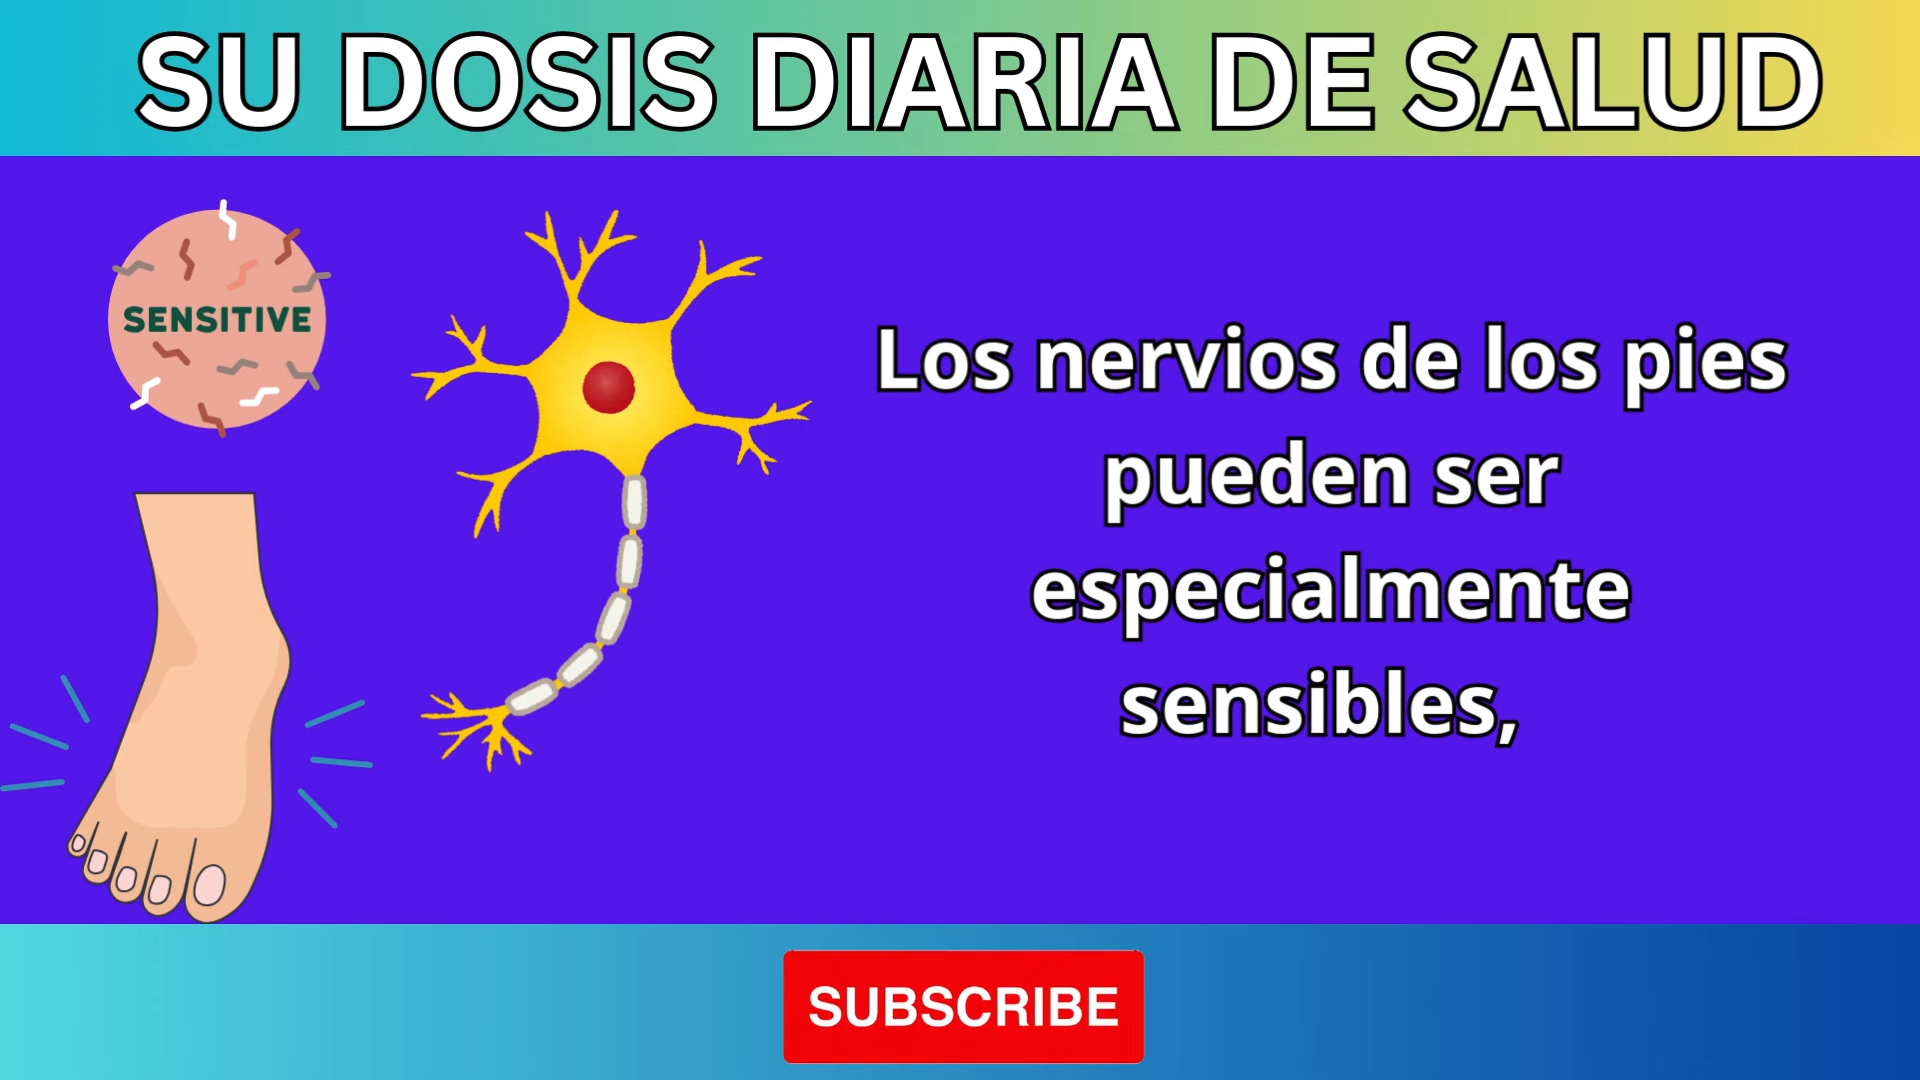 SU DOSIS DIARIA DE SALUD
SENSITIVE
Los nervios de los pies
pueden ser
especialmente
sensibles,
SUBSCRIBE